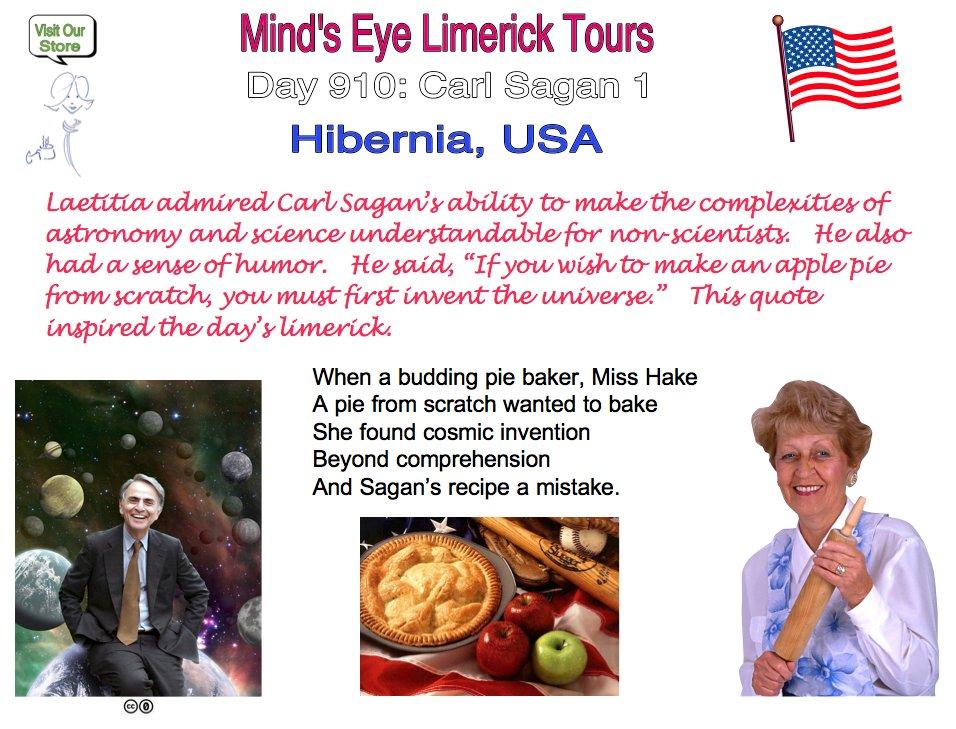 Visit Our
Store
Mind's Eye Limerick Tours
Day 910: Carl Sagan 1
Hibernia, USA
Laetitia admired Carl Sagan’s ability to make the complexities of
astronomy and science understandable for non-scientists. He also
had a sense of humor. He said, “If you wish to make an apple pie
from scratch, you must first invent the universe.” This quote
inspired the day’s limerick.
When a budding pie baker, Miss Hake
A pie from scratch wanted to bake
She found cosmic invention
Beyond comprehension
And Sagan’s recipe a mistake.
cc 0